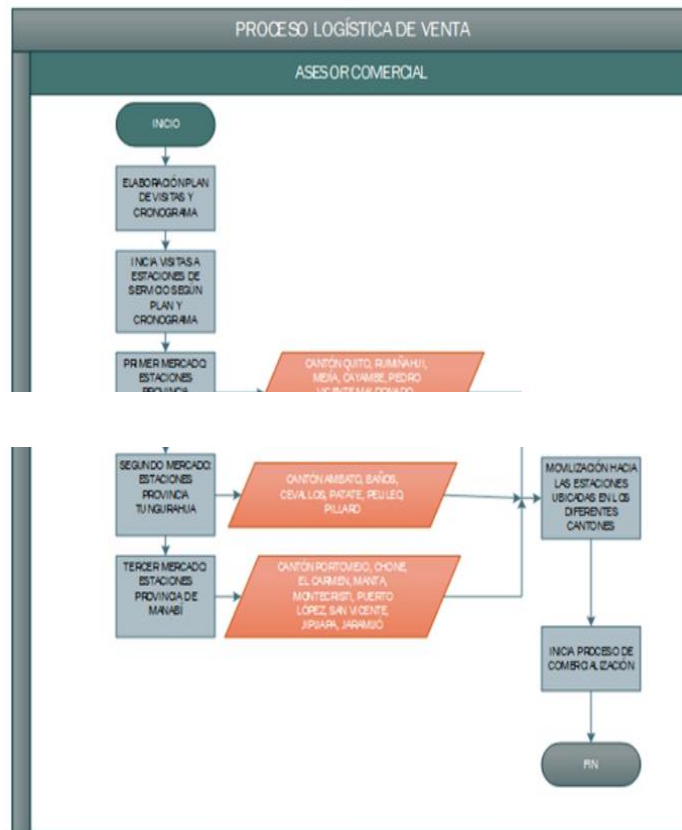 PROCESO LOGÍSTICA DE VENTA
ASESOR COMERCIAL
INICIO
ELABORACIÓN PLAN
DE VISITAS Y
CRONOGRAMA
INICIA VISITAS A
ESTACIONES DE
SERVICIO SEGÚN
PLAN Y
CRONOGRAMA
PRIMER MERCADO:
ESTACIONES
PROVINCIA
CANTÓN QUITO, RUMIÑAHUI,
MEJÍA, CAYAMBE, PEDRO
VICENTE MALDONADO
SEGUNDO MERCADO:
ESTACIONES
PROVINCIA
TUNGURAHUA
CANTÓN AMBATO, BAÑOS,
CEVALLOS, PATATE, PELILEO,
PILLARO
MOVILIZACIÓN HACIA
LAS ESTACIONES
UBICADAS EN LOS
DIFERENTES
CANTONES
TERCER MERCADO:
ESTACIONES
PROVINCIA DE
MANABÍ
CANTÓN PORTOVIEJO, CHONE,
EL CARMEN, MANTA,
MONTECRISTI, PUERTO
LÓPEZ, SAN VICENTE,
JIPIJAPA, JARAMIJÓ
INICIA PROCESO DE
COMERCIALIZACIÓN
FIN